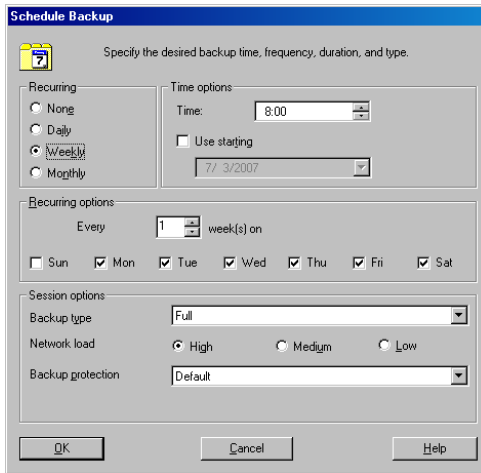 Schedule Backup
7
Specify the desired backup time, frequency, duration, and type.
Recurring
None
Daily
Weekly
Monthly
Time options
Time: 8:00
Use starting
7/ 3/2007
Recurring options
Every 1 week(s) on
Sun Mon Tue Wed Thu Fri Sat
Session options
Backup type Full
Network load High Medium Low
Backup protection Default
OK Cancel Help